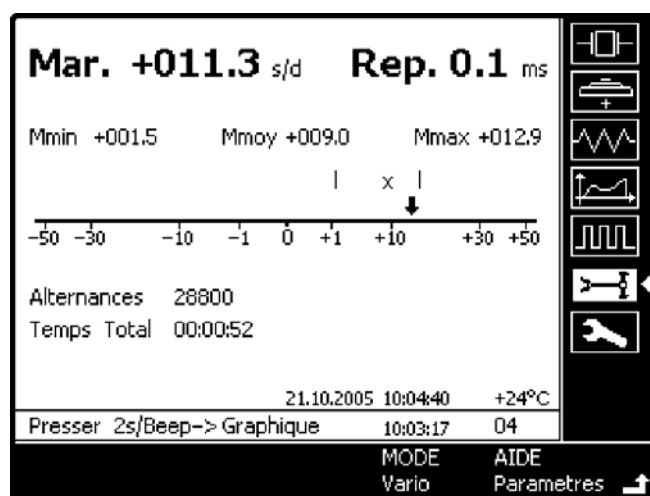 Mar. +011.3 s/d Rep. 0.1 ms
Mmin +001.5 Mmoy +009.0 Mmax +012.9
x
-50 -30 -10 -1 0 +1 +10 +30 +50
Alternances 28800
Temps Total 00:00:52
21.10.2005 10:04:40 +24°C
Presser 2s/Beep-> Graphique 10:03:17 04
MODE AIDE
Vario Parametres